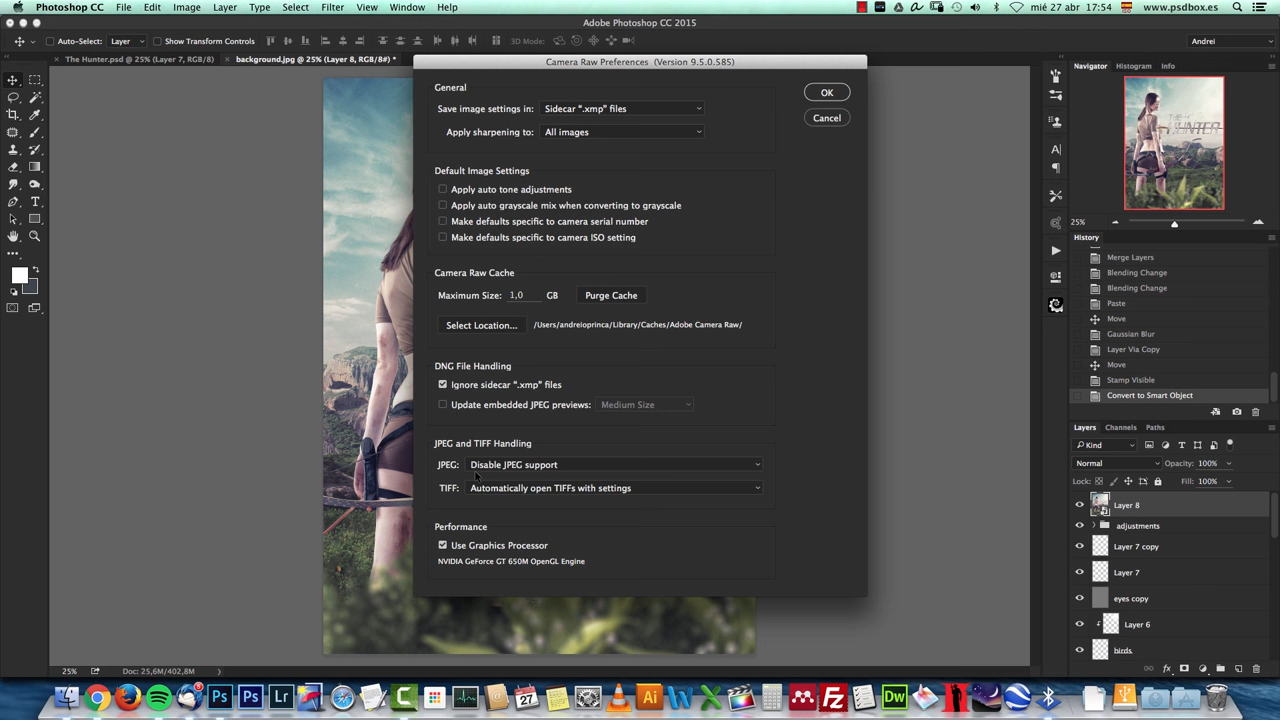 Photoshop CC File Edit Image Layer Type Select Filter View Window Help
mié 27 abr 17:54 www.psdbox.es
Adobe Photoshop CC 2015
Auto-Select: Layer Show Transform Controls 3D Mode: Andrei
The Hunter.psd @ 25% (Layer 7, RGB/8)
background.jpg @ 25% (Layer 8, RGB/8#) *
Camera Raw Preferences (Version 9.5.0.585)
General
Save image settings in: Sidecar “.xmp” files
Apply sharpening to: All images
OK
Cancel
Default Image Settings
Apply auto tone adjustments
Apply auto grayscale mix when converting to grayscale
Make defaults specific to camera serial number
Make defaults specific to camera ISO setting
Camera Raw Cache
Maximum Size: 1,0 GB Purge Cache
Select Location... /Users/andreioprinca/Library/Caches/Adobe Camera Raw/
DNG File Handling
Ignore sidecar “.xmp” files
Update embedded JPEG previews: Medium Size
JPEG and TIFF Handling
JPEG: Disable JPEG support
TIFF: Automatically open TIFFs with settings
Performance
Use Graphics Processor
NVIDIA GeForce GT 650M OpenGL Engine
Navigator Histogram Info
THE
HUNTER
25%
History
Merge Layers
Blending Change
Blending Change
Paste
Move
Gaussian Blur
Layer Via Copy
Move
Stamp Visible
Convert to Smart Object
Layers Channels Paths
Kind
Normal Opacity: 100%
Lock: Fill: 100%
Layer 8
adjustments
Layer 7 copy
Layer 7
eyes copy
Layer 6
birds
25% Doc: 25,6M/402,8M
Ps Ps Lr 27 Ai Dw